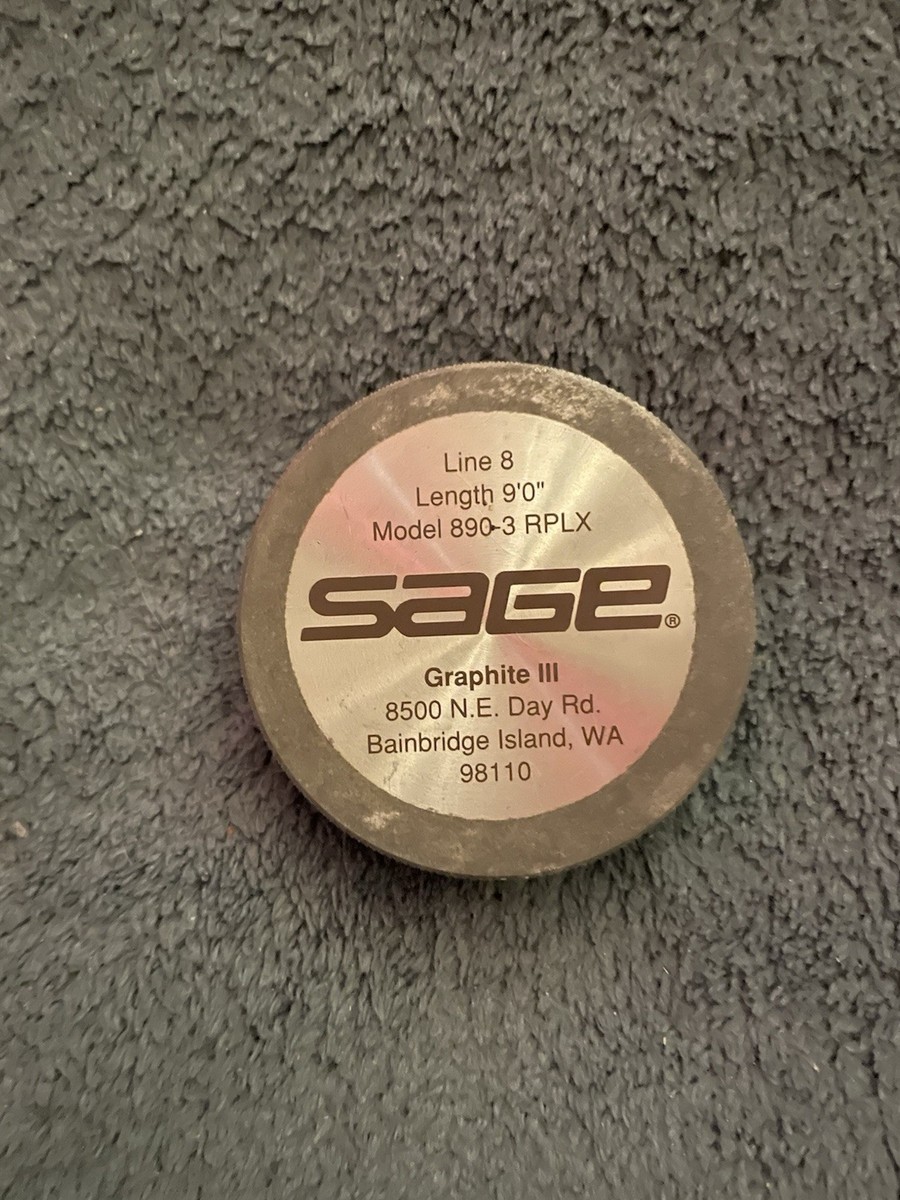 Line 8
Length 9'0"
Model 890-3 RPLX
SAGE®
Graphite III
8500 N.E. Day Rd.
Bainbridge Island, WA
98110